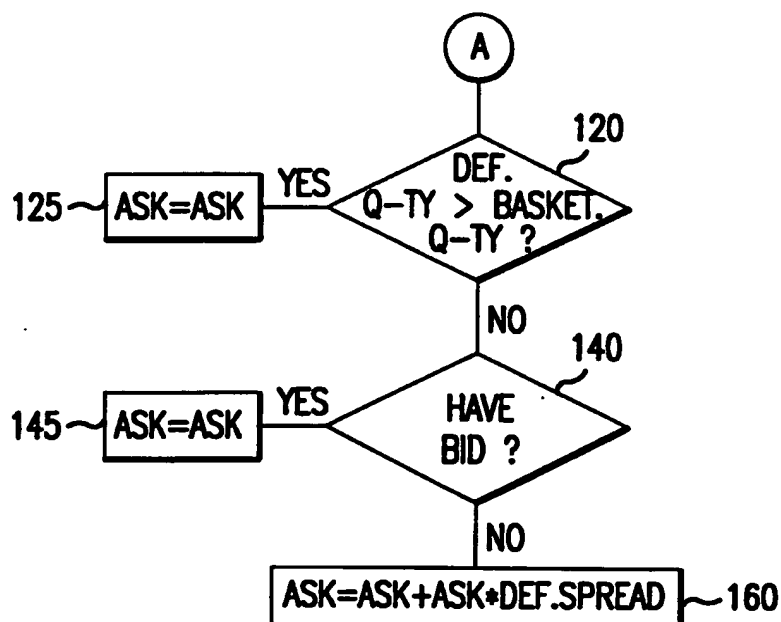 A
120
DEF.
Q-TY > BASKET.
Q-TY ?
YES
ASK=ASK
125
NO
140
HAVE
BID ?
YES
ASK=ASK
145
NO
ASK=ASK+ASK*DEF.SPREAD
160